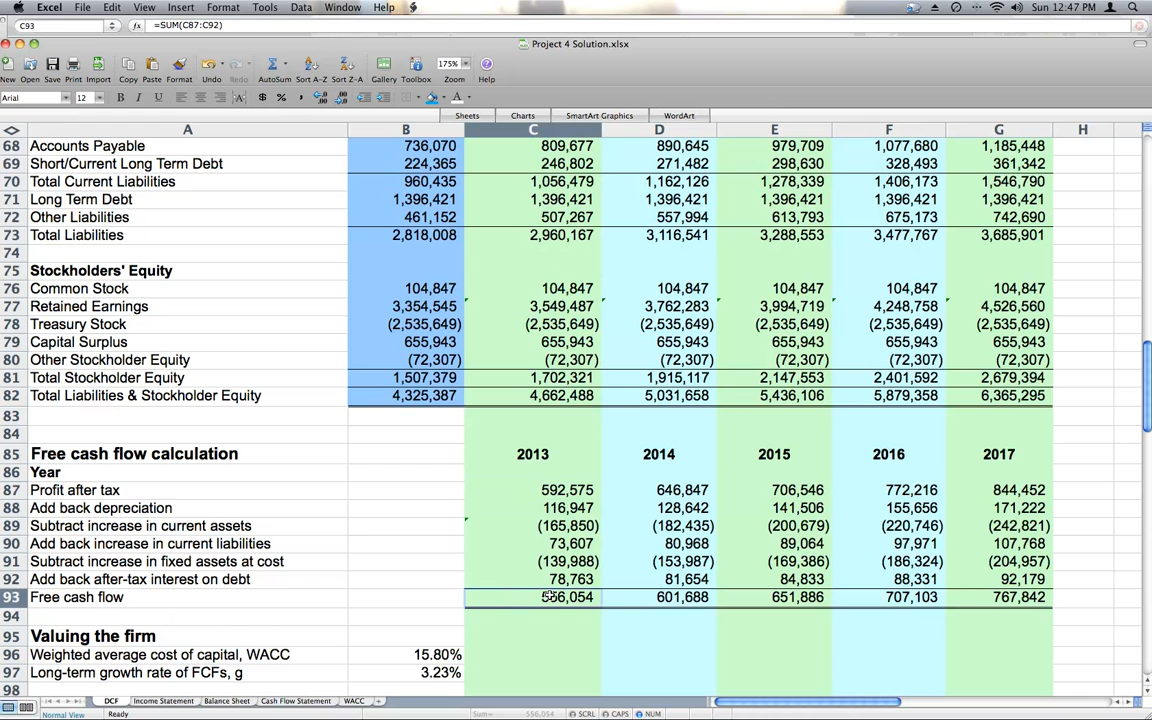 Excel File Edit View Insert Format Tools Data Window Help Sun 12:47 PM
C93 fx =SUM(C87:C92)
Project 4 Solution.xlsx
175%
New Open Save Print Import Copy Paste Format Undo Redo AutoSum Sort A-Z Sort Z-A Gallery Toolbox Zoom Help
Arial 12 B I U A $ % A
Sheets Charts SmartArt Graphics WordArt
A B C D E F G H
68 Accounts Payable 736,070 809,677 890,645 979,709 1,077,680 1,185,448
69 Short/Current Long Term Debt 224,365 246,802 271,482 298,630 328,493 361,342
70 Total Current Liabilities 960,435 1,056,479 1,162,126 1,278,339 1,406,173 1,546,790
71 Long Term Debt 1,396,421 1,396,421 1,396,421 1,396,421 1,396,421 1,396,421
72 Other Liabilities 461,152 507,267 557,994 613,793 675,173 742,690
73 Total Liabilities 2,818,008 2,960,167 3,116,541 3,288,553 3,477,767 3,685,901
74
75 Stockholders' Equity
76 Common Stock 104,847 104,847 104,847 104,847 104,847 104,847
77 Retained Earnings 3,354,545 3,549,487 3,762,283 3,994,719 4,248,758 4,526,560
78 Treasury Stock (2,535,649) (2,535,649) (2,535,649) (2,535,649) (2,535,649) (2,535,649)
79 Capital Surplus 655,943 655,943 655,943 655,943 655,943 655,943
80 Other Stockholder Equity (72,307) (72,307) (72,307) (72,307) (72,307) (72,307)
81 Total Stockholder Equity 1,507,379 1,702,321 1,915,117 2,147,553 2,401,592 2,679,394
82 Total Liabilities & Stockholder Equity 4,325,387 4,662,488 5,031,658 5,436,106 5,879,358 6,365,295
83
84
85 Free cash flow calculation 2013 2014 2015 2016 2017
86 Year
87 Profit after tax 592,575 646,847 706,546 772,216 844,452
88 Add back depreciation 116,947 128,642 141,506 155,656 171,222
89 Subtract increase in current assets (165,850) (182,435) (200,679) (220,746) (242,821)
90 Add back increase in current liabilities 73,607 80,968 89,064 97,971 107,768
91 Subtract increase in fixed assets at cost (139,988) (153,987) (169,386) (186,324) (204,957)
92 Add back after-tax interest on debt 78,763 81,654 84,833 88,331 92,179
93 Free cash flow 556,054 601,688 651,886 707,103 767,842
94
95 Valuing the firm
96 Weighted average cost of capital, WACC 15.80%
97 Long-term growth rate of FCFs, g 3.23%
98
DCF Income Statement Balance Sheet Cash Flow Statement WACC +
Normal View Ready Sum= 556,054 SCRL CAPS NUM